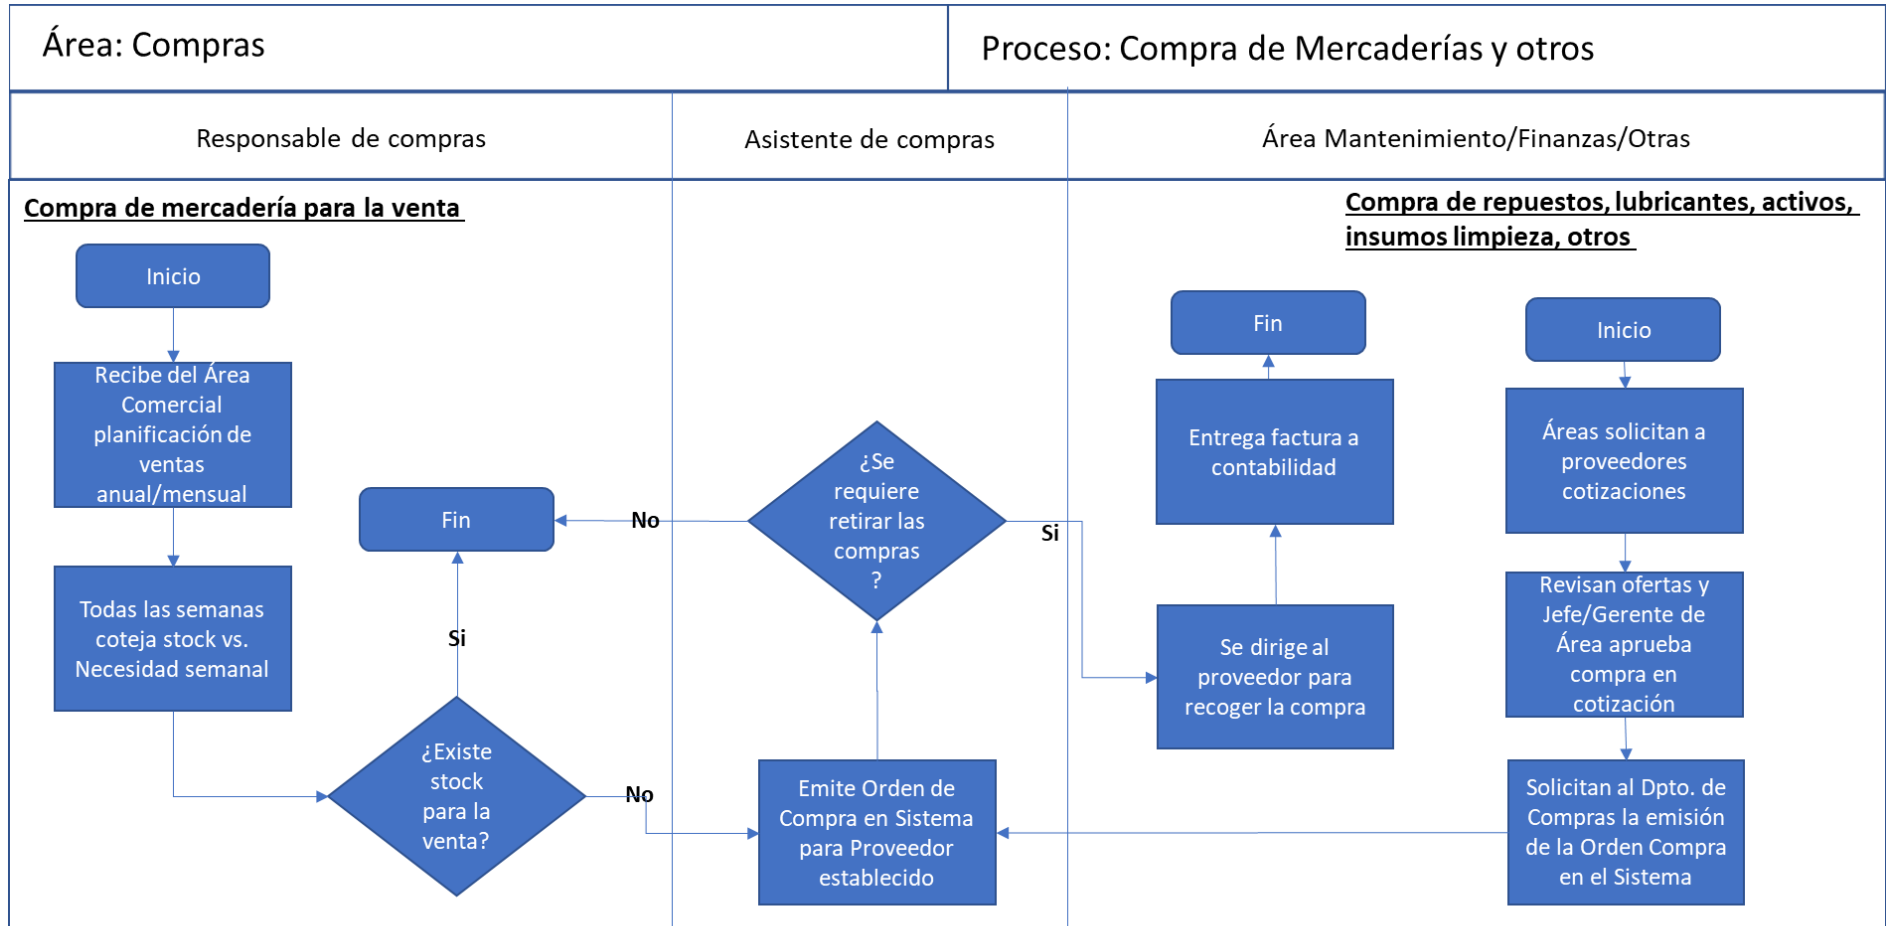 Área: Compras
Proceso: Compra de Mercaderías y otros
Responsable de compras
Asistente de compras
Área Mantenimiento/Finanzas/Otras
Compra de mercadería para la venta
Inicio
Recibe del Área
Comercial
planificación de
ventas
anual/mensual
Todas las semanas
coteja stock vs.
Necesidad semanal
¿Existe
stock
para la
venta?
Si
No
Fin
No
¿Se
requiere
retirar las
compras
?
Si
Emite Orden de
Compra en Sistema
para Proveedor
establecido
Compra de repuestos, lubricantes, activos,
insumos limpieza, otros
Fin
Entrega factura a
contabilidad
Se dirige al
proveedor para
recoger la compra
Inicio
Áreas solicitan a
proveedores
cotizaciones
Revisan ofertas y
Jefe/Gerente de
Área aprueba
compra en
cotización
Solicitan al Dpto. de
Compras la emisión
de la Orden Compra
en el Sistema